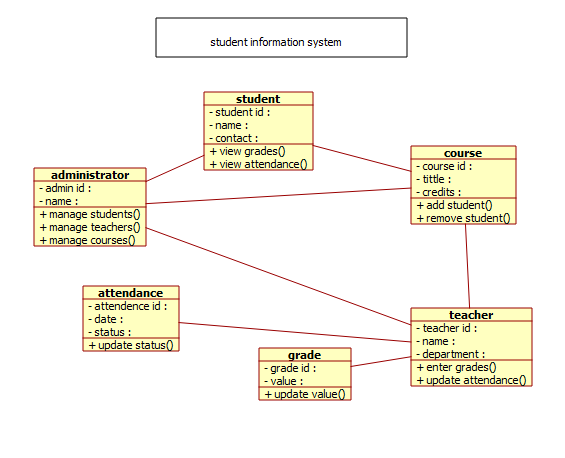 student information system
student
- student id :
- name :
- contact :
+ view grades()
+ view attendance()
course
- course id :
- tittle :
- credits :
+ add student()
+ remove student()
administrator
- admin id :
- name :
+ manage students()
+ manage teachers()
+ manage courses()
attendance
- attendence id :
- date :
- status :
+ update status()
teacher
- teacher id :
- name :
- department :
+ enter grades()
+ update attendance()
grade
- grade id :
- value :
+ update value()